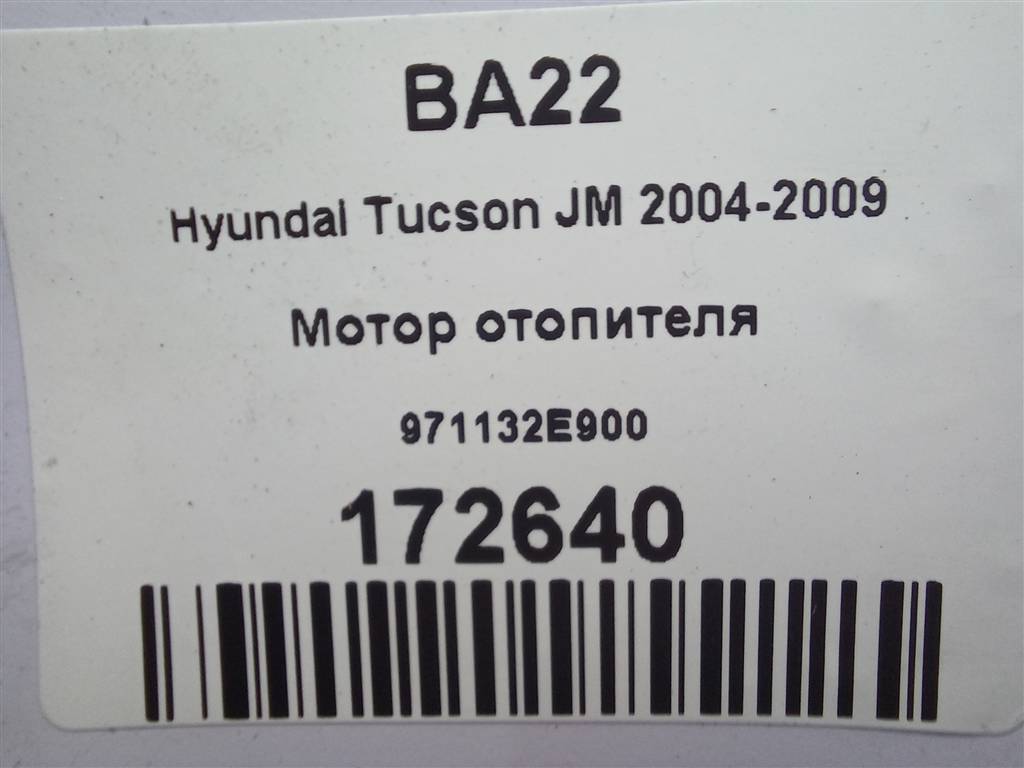 BA22
Hyundai Tucson JM 2004-2009
Мотор отопителя
971132E900
172640